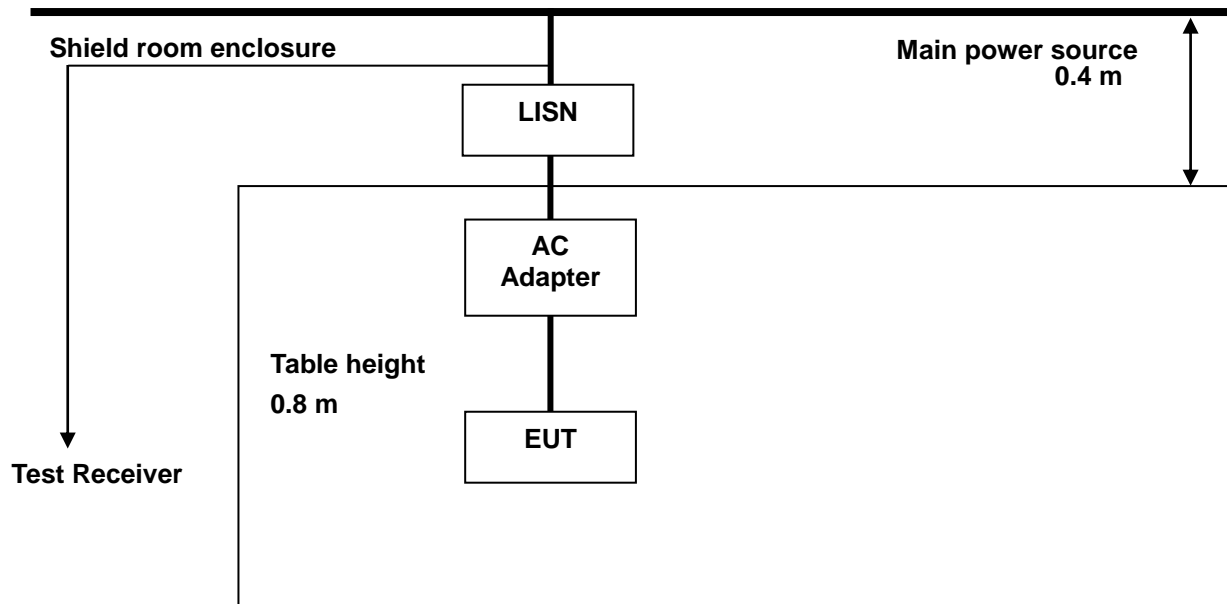 Shield room enclosure
Main power source
0.4 m
LISN
AC
Adapter
Table height
0.8 m
EUT
Test Receiver